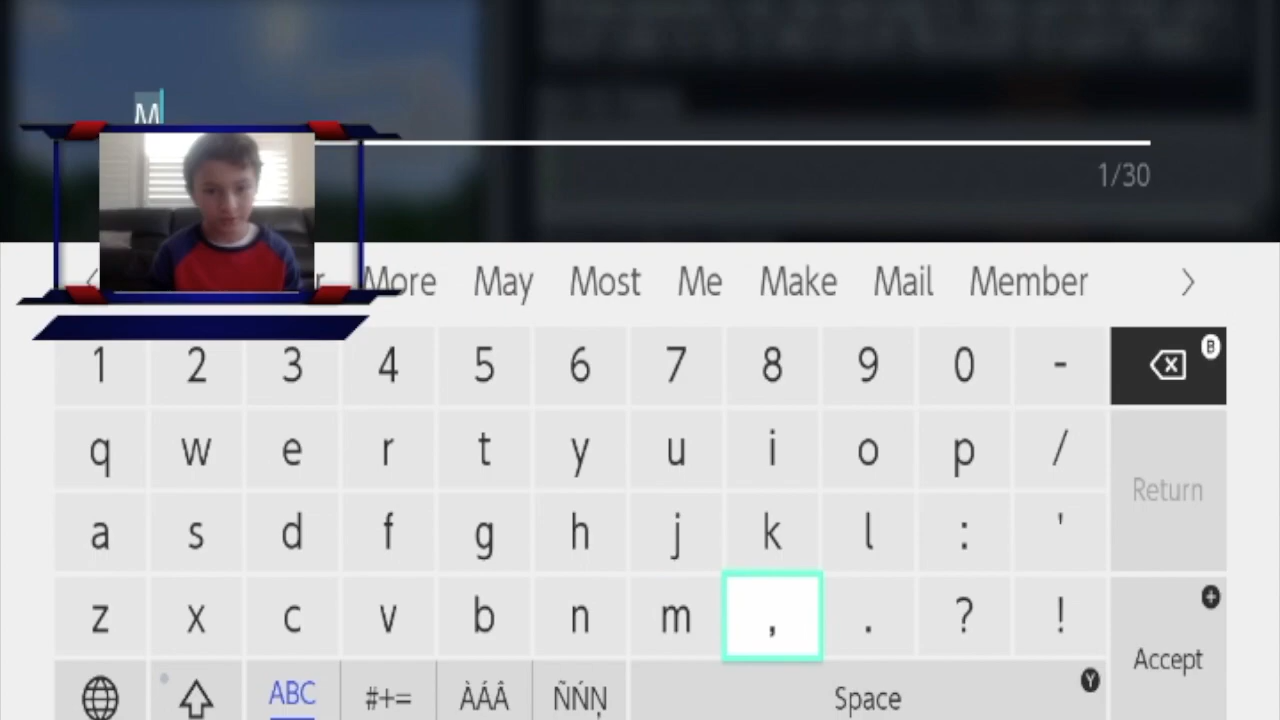 M
1/30
More May Most Me Make Mail Member
1 2 3 4 5 6 7 8 9 0 - B
q w e r t y u i o p /
Return
a s d f g h j k l : '
z x c v b n m , . ? ! +
Accept
ABC #+= ÀÁÂ ÑŃŅ Space Y